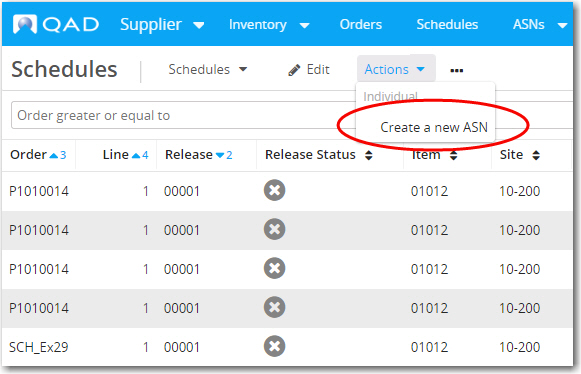 QAD Supplier Inventory Orders Schedules ASNs
Schedules Schedules Edit Actions
Individual
Order greater or equal to
Create a new ASN
Order 3 Line 4 Release 2 Release Status Item Site
P1010014 1 00001 01012 10-200
P1010014 1 00001 01012 10-200
P1010014 1 00001 01012 10-200
P1010014 1 00001 01012 10-200
SCH_Ex29 1 00001 01012 10-200